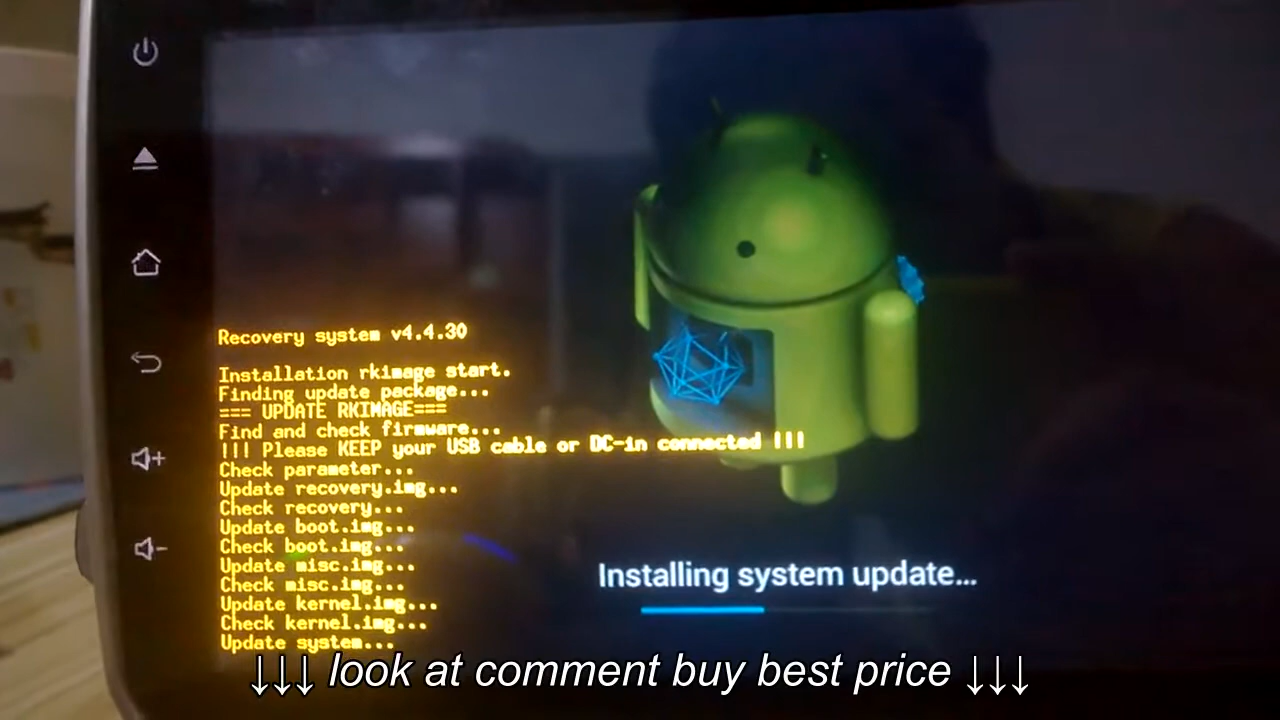 Recovery system v4.4.30
Installation rkimage start.
Finding update package...
=== UPDATE RKIMAGE===
Find and check firmware...
!!! Please KEEP your USB cable or DC-in connected !!!
Check parameter...
Update recovery.img...
Check recovery...
Update boot.img...
Check boot.img...
Update misc.img...
Check misc.img...
Update kernel.img...
Check kernel.img...
Update system...
Installing system update...
↓↓↓ look at comment buy best price ↓↓↓